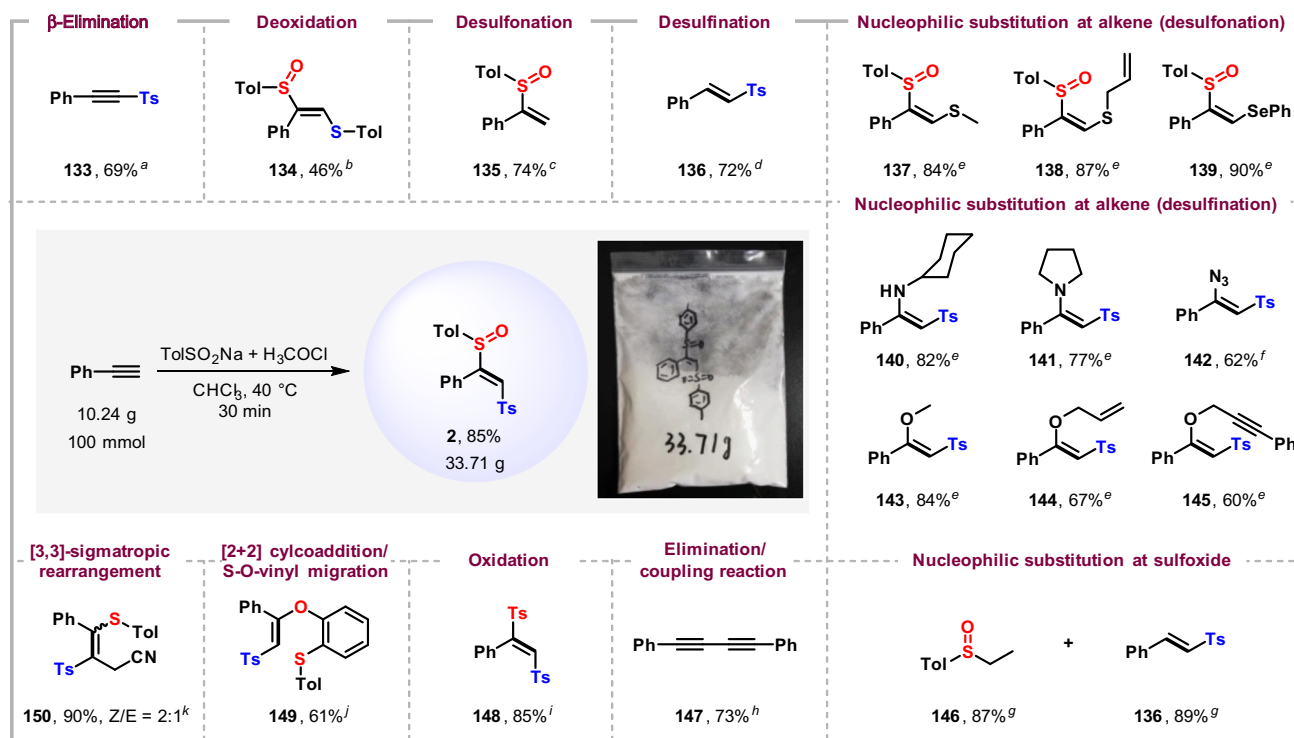 β-Elimination
Deoxidation
Desulfonation
Desulfination
Nucleophilic substitution at alkene (desulfonation)
Ph
Ts
Tol
S
O
Ph
S
Tol
Tol
S
O
Ph
Ph
Ts
Tol
S
O
Ph
S
Tol
S
O
Ph
S
Tol
S
O
Ph
SePh
133, 69%a
134, 46%b
135, 74%c
136, 72%d
137, 84%e
138, 87%e
139, 90%e
Nucleophilic substitution at alkene (desulfination)
Ph
10.24 g
100 mmol
TolSO2Na + H3COCl
CHCl3, 40 °C
30 min
Tol
S
O
Ph
Ts
2, 85%
33.71 g
S=O
O=S=O
33.71g
HN
Ph
Ts
N
Ph
Ts
N3
Ph
Ts
140, 82%e
141, 77%e
142, 62%f
O
Ph
Ts
O
Ph
Ts
O
Ph
Ts
Ph
143, 84%e
144, 67%e
145, 60%e
[3,3]-sigmatropic
rearrangement
[2+2] cylcoaddition/
S-O-vinyl migration
Oxidation
Elimination/
coupling reaction
Nucleophilic substitution at sulfoxide
Ph
S
Tol
Ts
CN
Ph
O
Ts
S
Tol
Ts
Ph
Ts
Ph
Ph
O
Tol
S
+
Ph
Ts
150, 90%, Z/E = 2:1k
149, 61%j
148, 85%i
147, 73%h
146, 87%g
136, 89%g